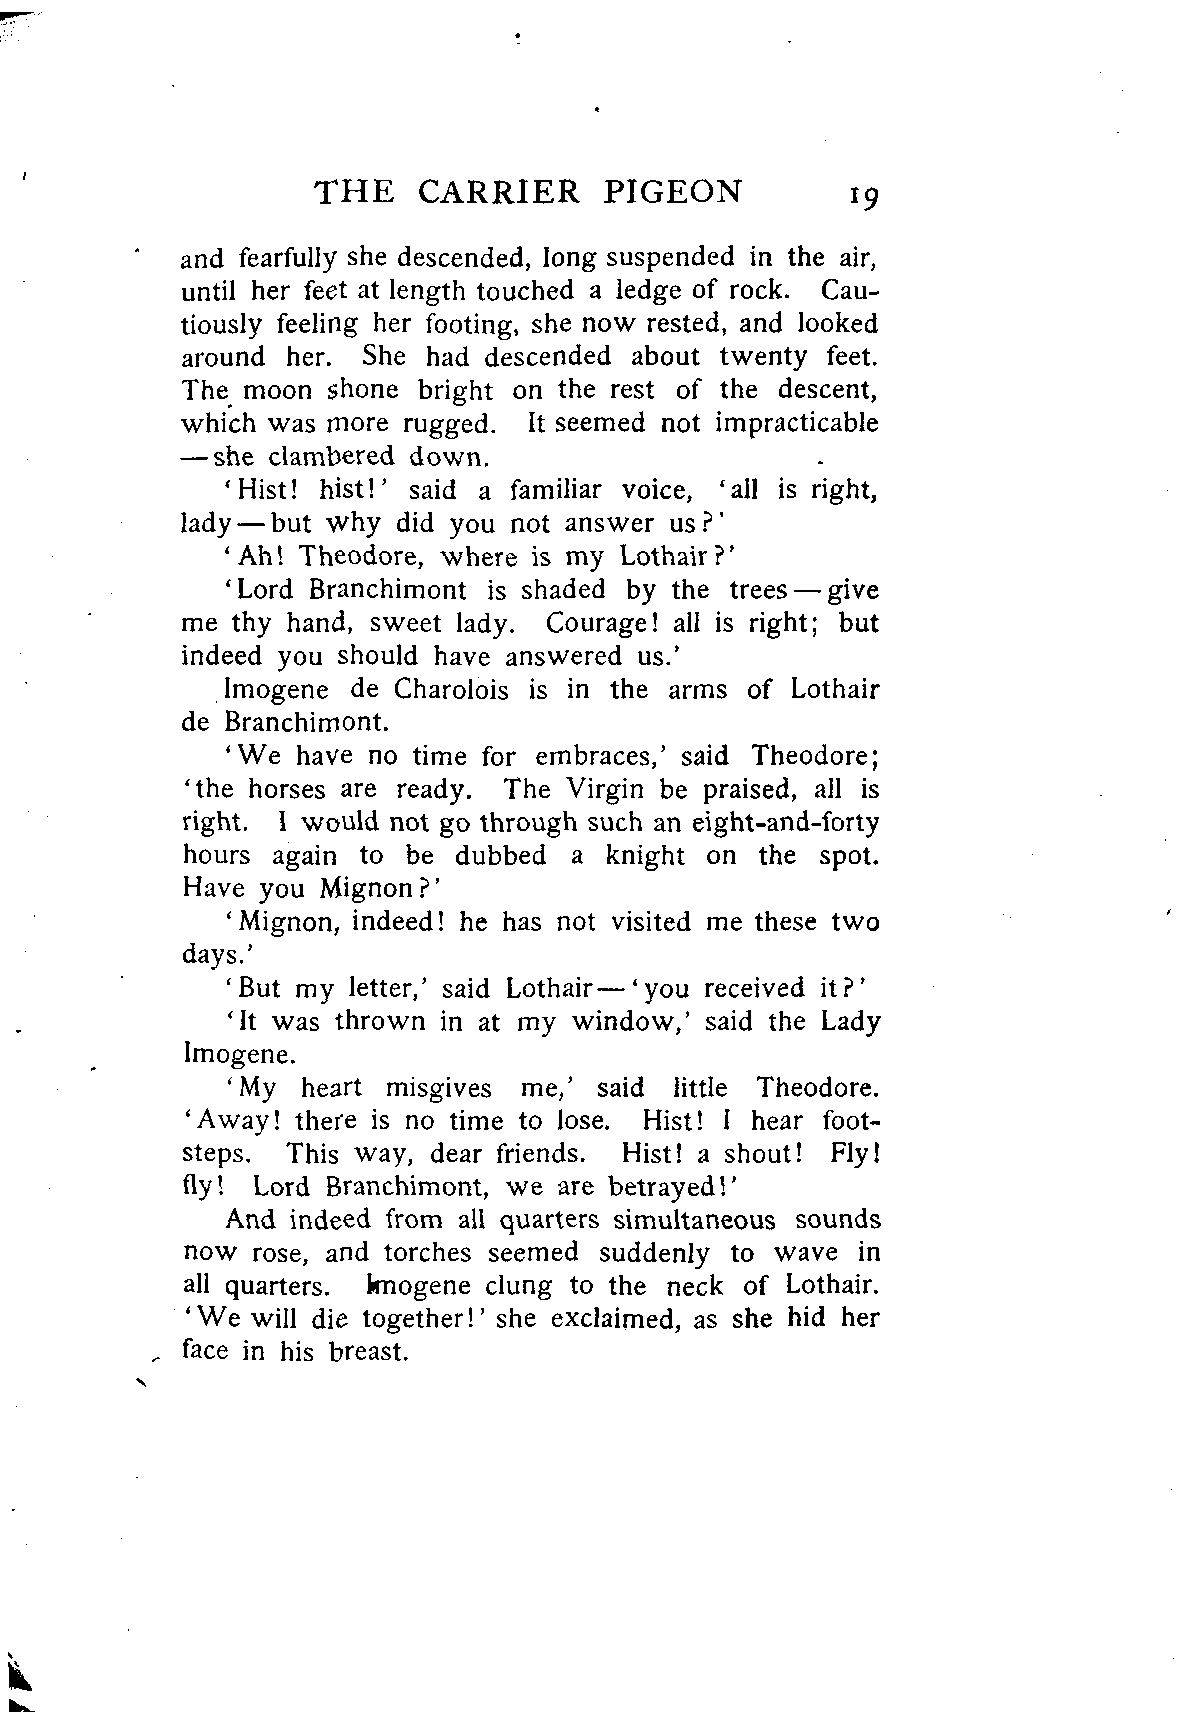 THE CARRIER PIGEON 19
and fearfully she descended, long suspended in the air,
until her feet at length touched a ledge of rock. Cau-
tiously feeling her footing, she now rested, and looked
around her. She had descended about twenty feet.
The moon shone bright on the rest of the descent,
which was more rugged. It seemed not impracticable
—she clambered down.
‘Hist! hist!’ said a familiar voice, ‘all is right,
lady—but why did you not answer us?’
‘Ah! Theodore, where is my Lothair?’
‘Lord Branchimont is shaded by the trees—give
me thy hand, sweet lady. Courage! all is right; but
indeed you should have answered us.’
Imogene de Charolois is in the arms of Lothair
de Branchimont.
‘We have no time for embraces,’ said Theodore;
‘the horses are ready. The Virgin be praised, all is
right. I would not go through such an eight-and-forty
hours again to be dubbed a knight on the spot.
Have you Mignon?’
‘Mignon, indeed! he has not visited me these two
days.’
‘But my letter,’ said Lothair—‘you received it?’
‘It was thrown in at my window,’ said the Lady
Imogene.
‘My heart misgives me,’ said little Theodore.
‘Away! there is no time to lose. Hist! I hear foot-
steps. This way, dear friends. Hist! a shout! Fly!
fly! Lord Branchimont, we are betrayed!’
And indeed from all quarters simultaneous sounds
now rose, and torches seemed suddenly to wave in
all quarters. Imogene clung to the neck of Lothair.
‘We will die together!’ she exclaimed, as she hid her
face in his breast.